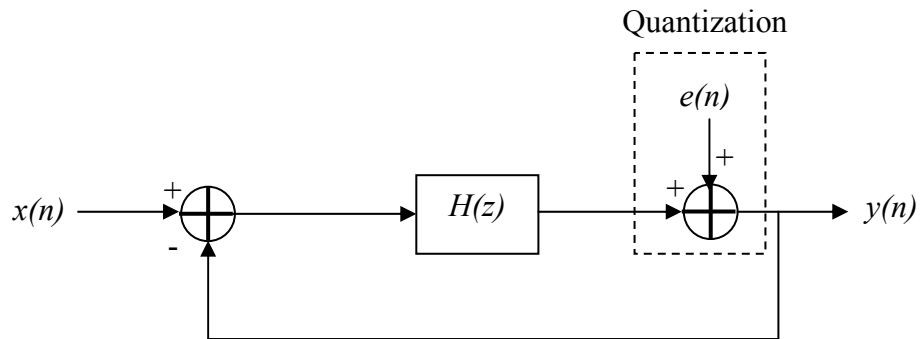 Quantization
e(n)
+
+ + 
x(n) H(z) y(n)
-